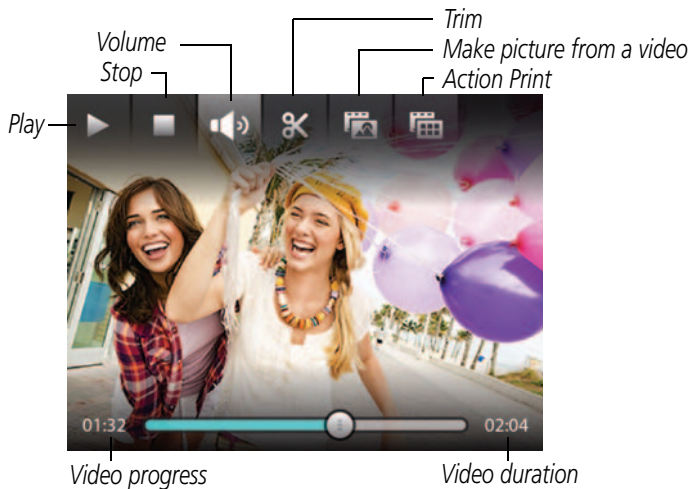 Trim
Volume
Make picture from a video
Stop
Action Print
Play
01:32
02:04
Video progress
Video duration